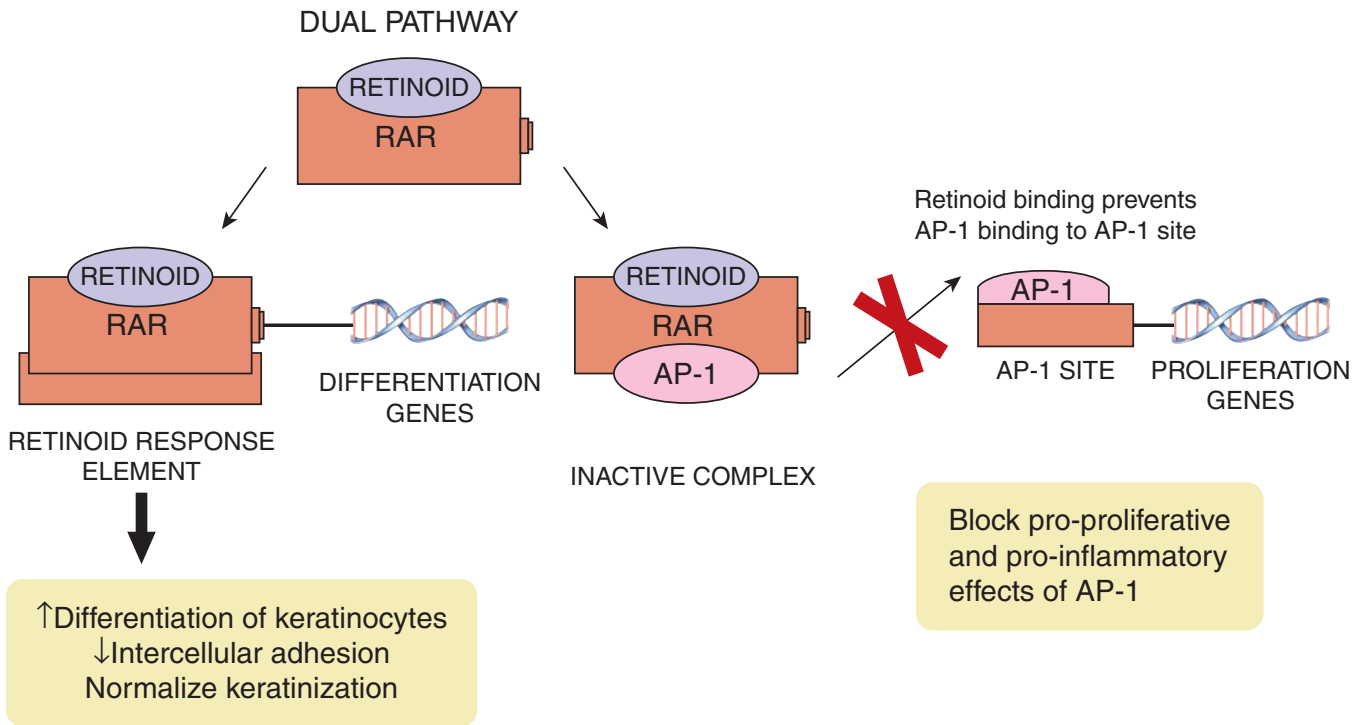 DUAL PATHWAY
RETINOID
RAR
RETINOID
RAR
DIFFERENTIATION
GENES
RETINOID RESPONSE
ELEMENT
↑Differentiation of keratinocytes
↓Intercellular adhesion
Normalize keratinization
RETINOID
RAR
AP-1
INACTIVE COMPLEX
Retinoid binding prevents
AP-1 binding to AP-1 site
AP-1
AP-1 SITE
PROLIFERATION
GENES
Block pro-proliferative
and pro-inflammatory
effects of AP-1